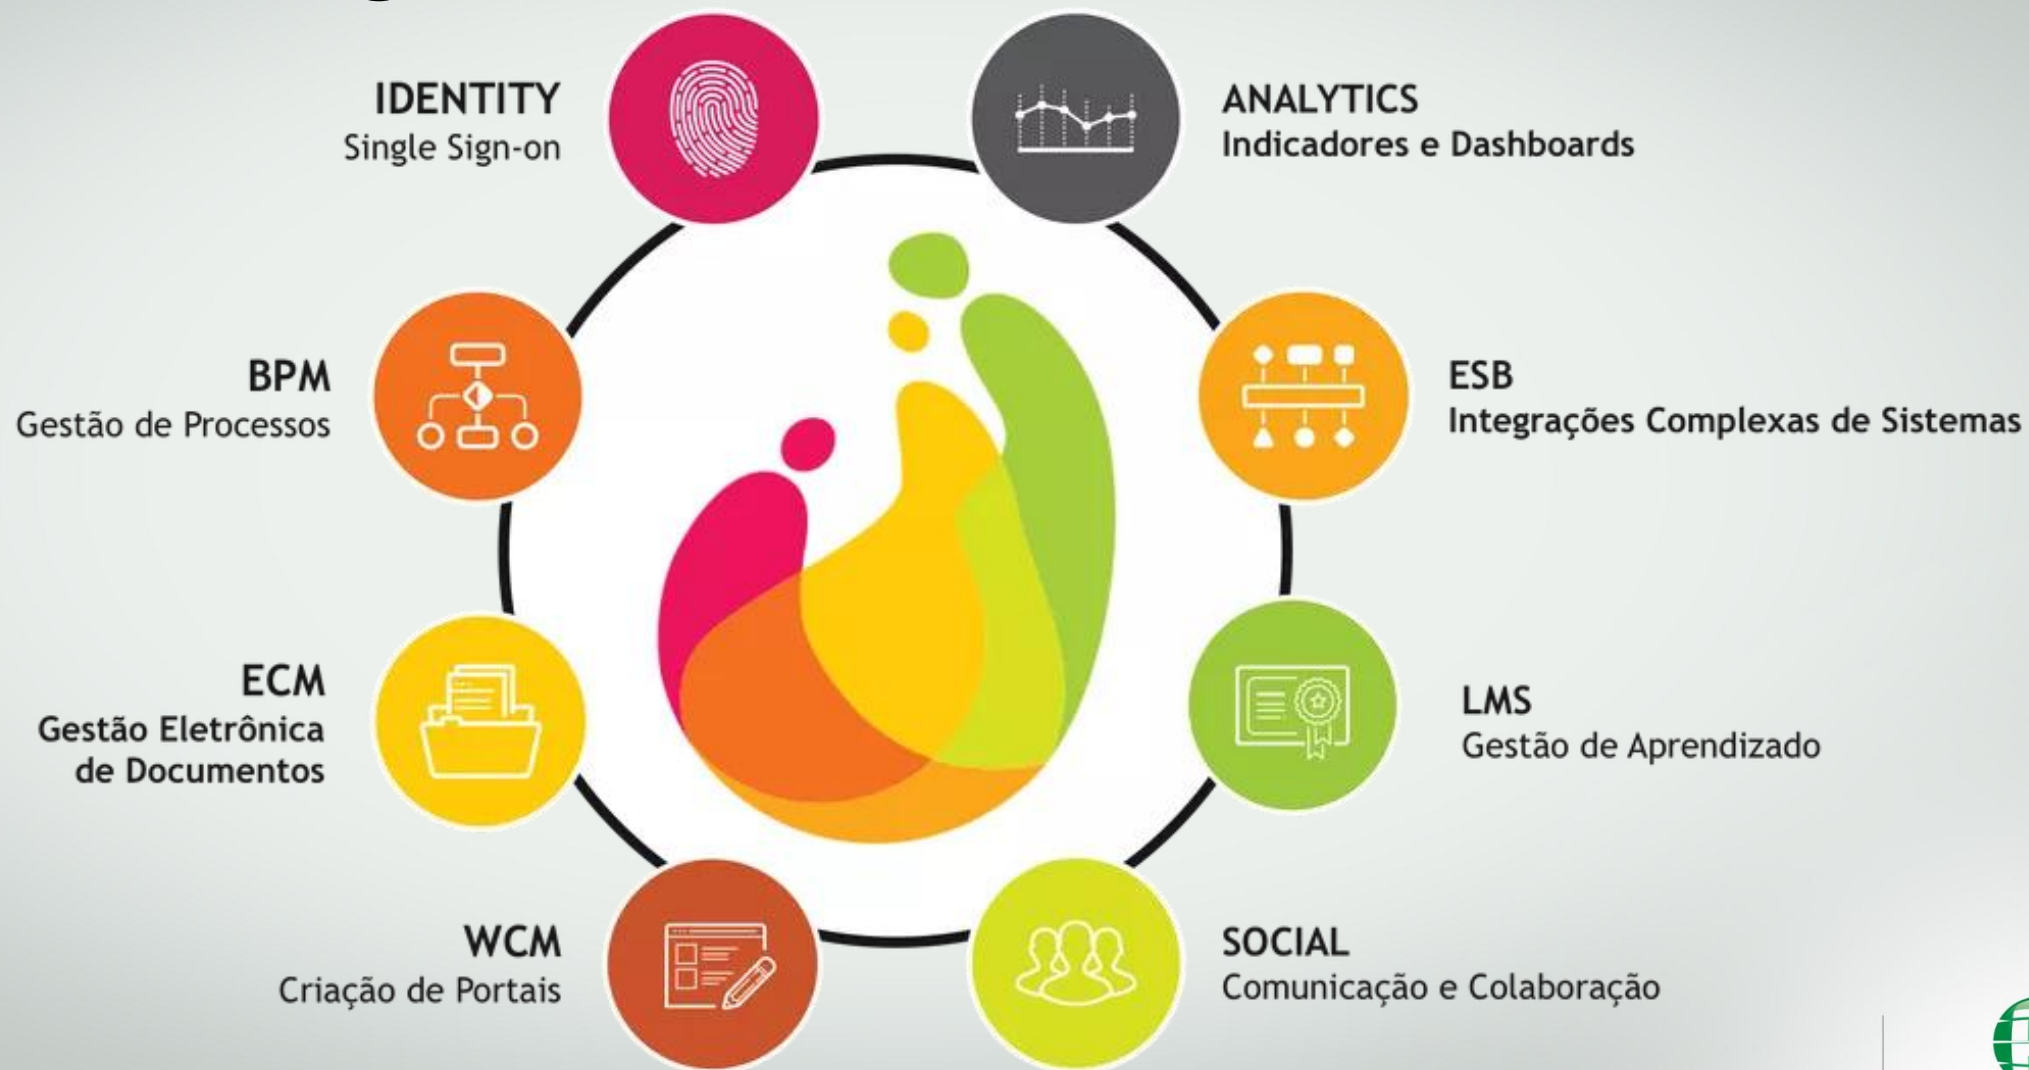 IDENTITY
Single Sign-on
ANALYTICS
Indicadores e Dashboards
BPM
Gestão de Processos
ESB
Integrações Complexas de Sistemas
ECM
Gestão Eletrônica
de Documentos
LMS
Gestão de Aprendizado
WCM
Criação de Portais
SOCIAL
Comunicação e Colaboração